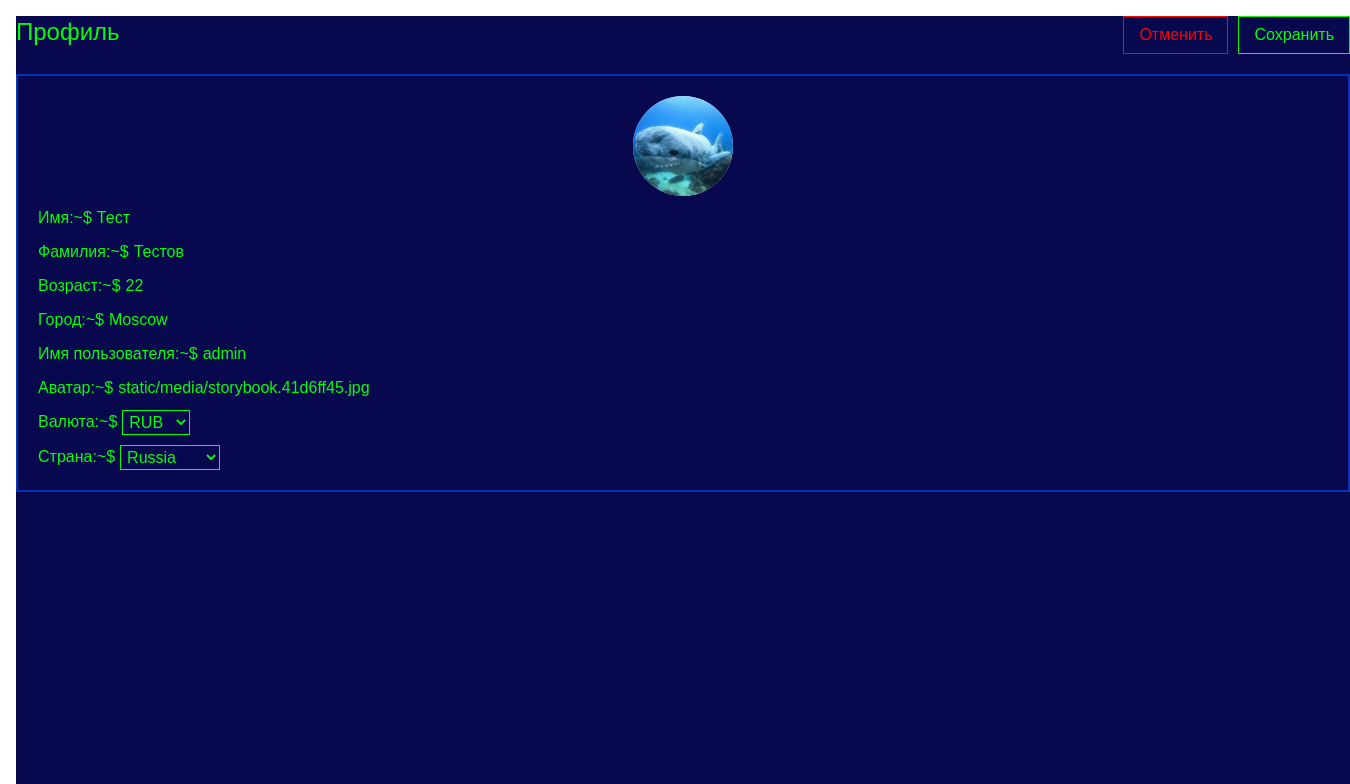 Профиль
Отменить
Сохранить
Имя:~$ Тест
Фамилия:~$ Тестов
Возраст:~$ 22
Город:~$ Moscow
Имя пользователя:~$ admin
Аватар:~$ static/media/storybook.41d6ff45.jpg
Валюта:~$ RUB
Страна:~$ Russia